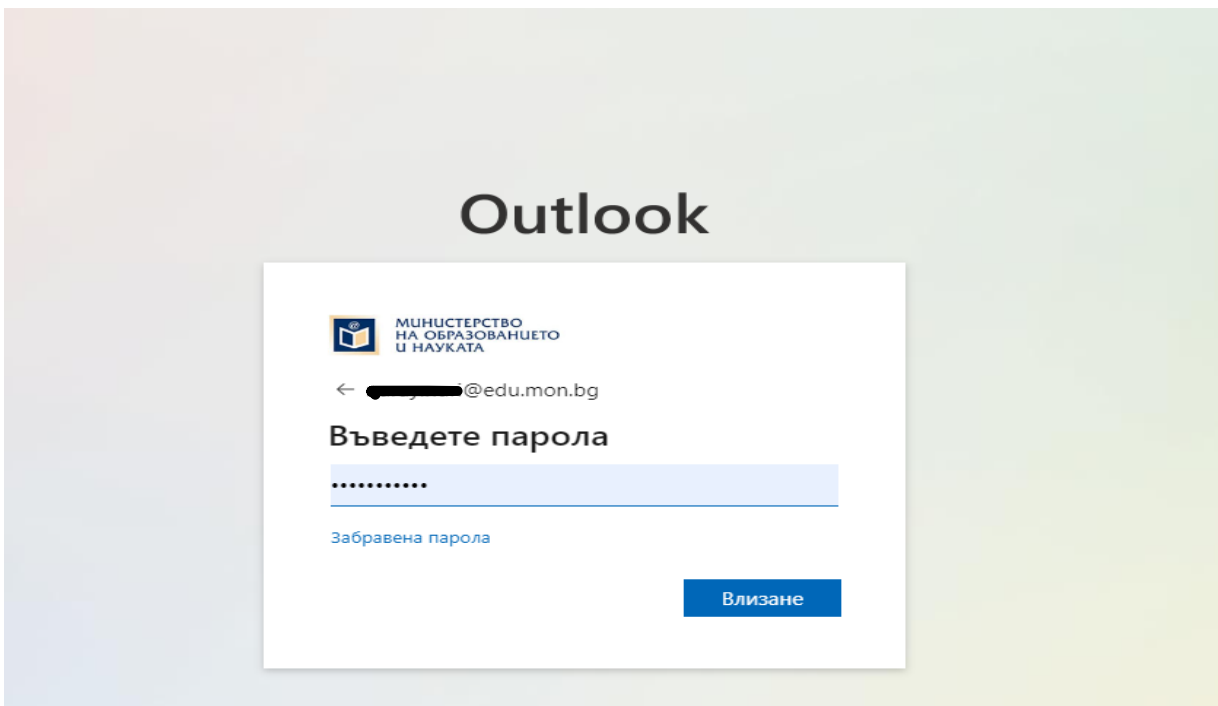 Outlook
МИНИСТЕРСТВО
НА ОБРАЗОВАНИЕТО
И НАУКАТА
@edu.mon.bg
Въведете парола
Забравена парола
Влизане